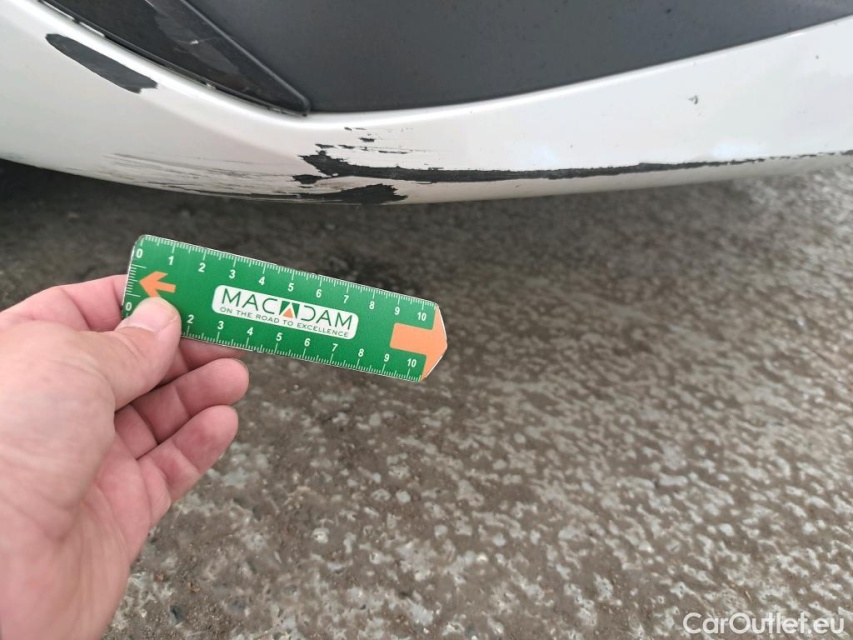 0 1 2 3 4 5 6 7 8 9 10
MACADAM
ON THE ROAD TO EXCELLENCE
0 2 3 4 5 6 7 8 9 10
CarOutlet.eu